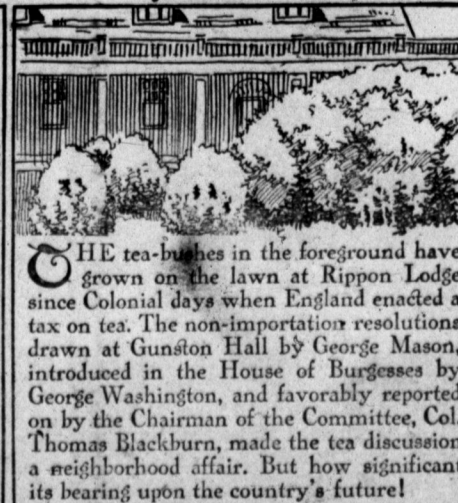 THE tea-bushes in the foreground have
grown on the lawn at Rippon Lodge
since Colonial days when England enacted a
tax on tea. The non-importation resolutions
drawn at Gunston Hall by George Mason,
introduced in the House of Burgesses by
George Washington, and favorably reported
on by the Chairman of the Committee, Col.
Thomas Blackburn, made the tea discussion
a neighborhood affair. But how significant
its bearing upon the country's future!